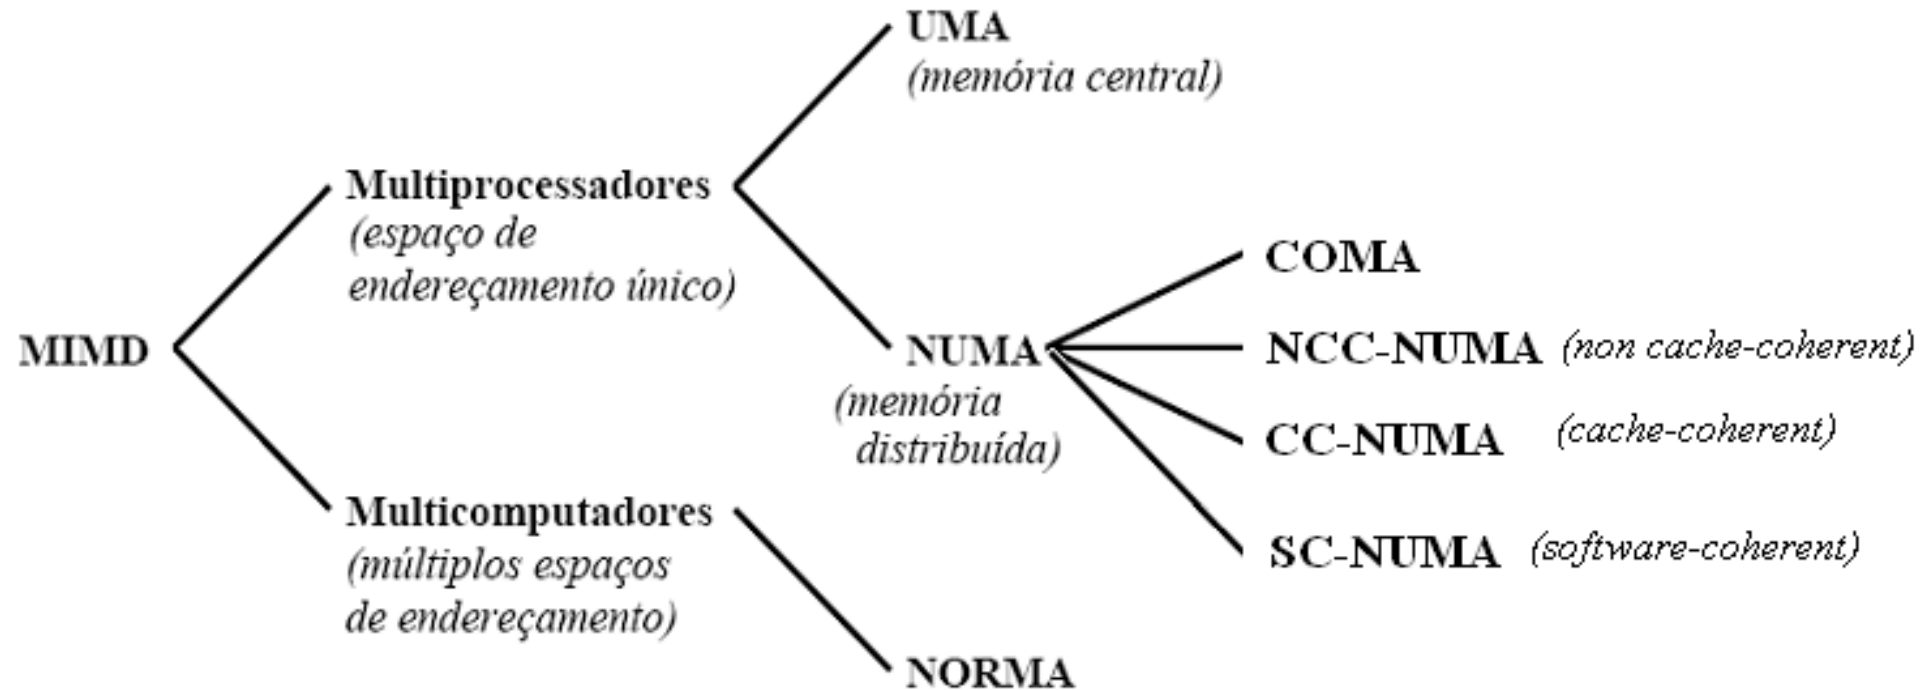 UMA
(memória central)
Multiprocessadores
(espaço de
endereçamento único)
COMA
MIMD
NUMA
NCC-NUMA (non cache-coherent)
(memória
distribuída)
CC-NUMA (cache-coherent)
Multicomputadores
(múltiplos espaços
de endereçamento)
SC-NUMA (software-coherent)
NORMA